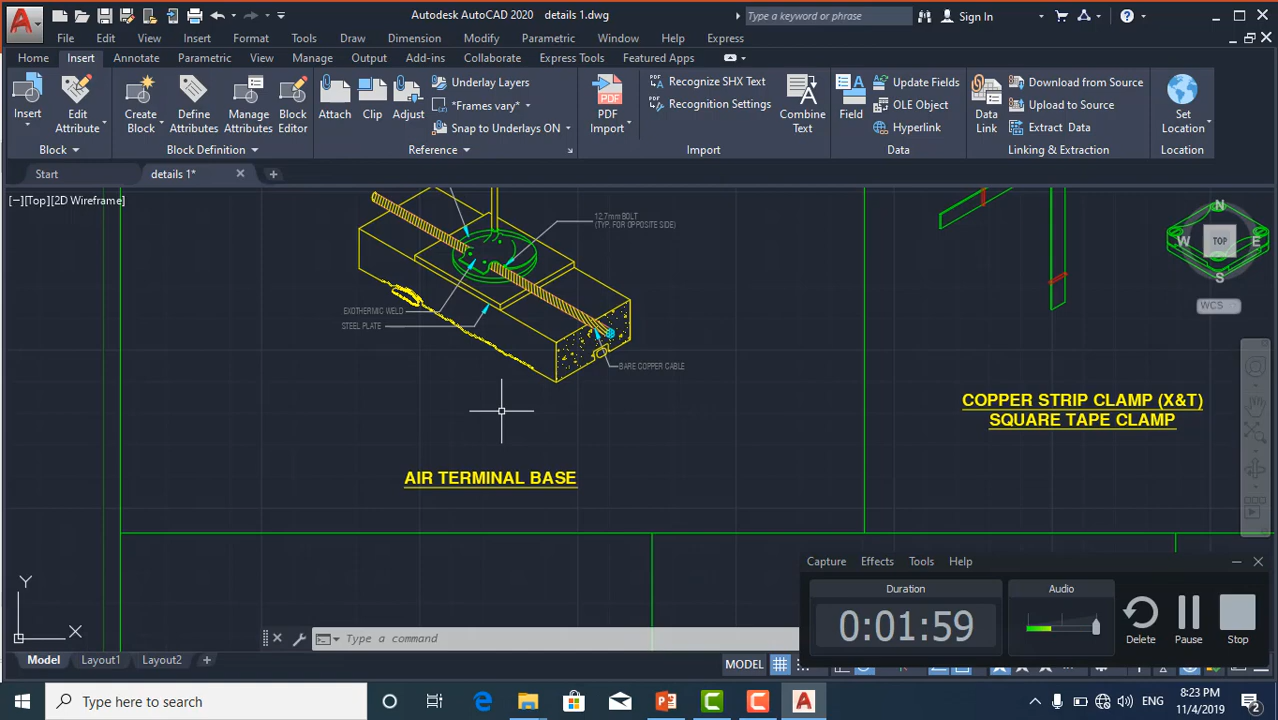 Autodesk AutoCAD 2020 details 1.dwg
Type a keyword or phrase
Sign In
File Edit View Insert Format Tools Draw Dimension Modify Parametric Window Help Express
Home Insert Annotate Parametric View Manage Output Add-ins Collaborate Express Tools Featured Apps
Insert
Edit Attribute
Create Block
Define Attributes
Manage Attributes
Block Editor
Attach
Clip
Adjust
Underlay Layers
*Frames vary*
Snap to Underlays ON
PDF Import
Recognize SHX Text
Recognition Settings
Combine Text
Field
Update Fields
OLE Object
Hyperlink
Data Link
Download from Source
Upload to Source
Extract Data
Set Location
Block
Block Definition
Reference
Import
Data
Linking & Extraction
Location
Start
details 1*
[−][Top][2D Wireframe]
N
W TOP E
S
WCS
12.7mm BOLT
(TYP. FOR OPPOSITE SIDE)
EXOTHERMIC WELD
STEEL PLATE
BARE COPPER CABLE
COPPER STRIP CLAMP (X&T)
SQUARE TAPE CLAMP
AIR TERMINAL BASE
Y
X
Capture Effects Tools Help
Duration
Audio
0:01:59
Delete
Pause
Stop
Type a command
Model Layout1 Layout2
MODEL
Type here to search
ENG
8:23 PM
11/4/2019
2